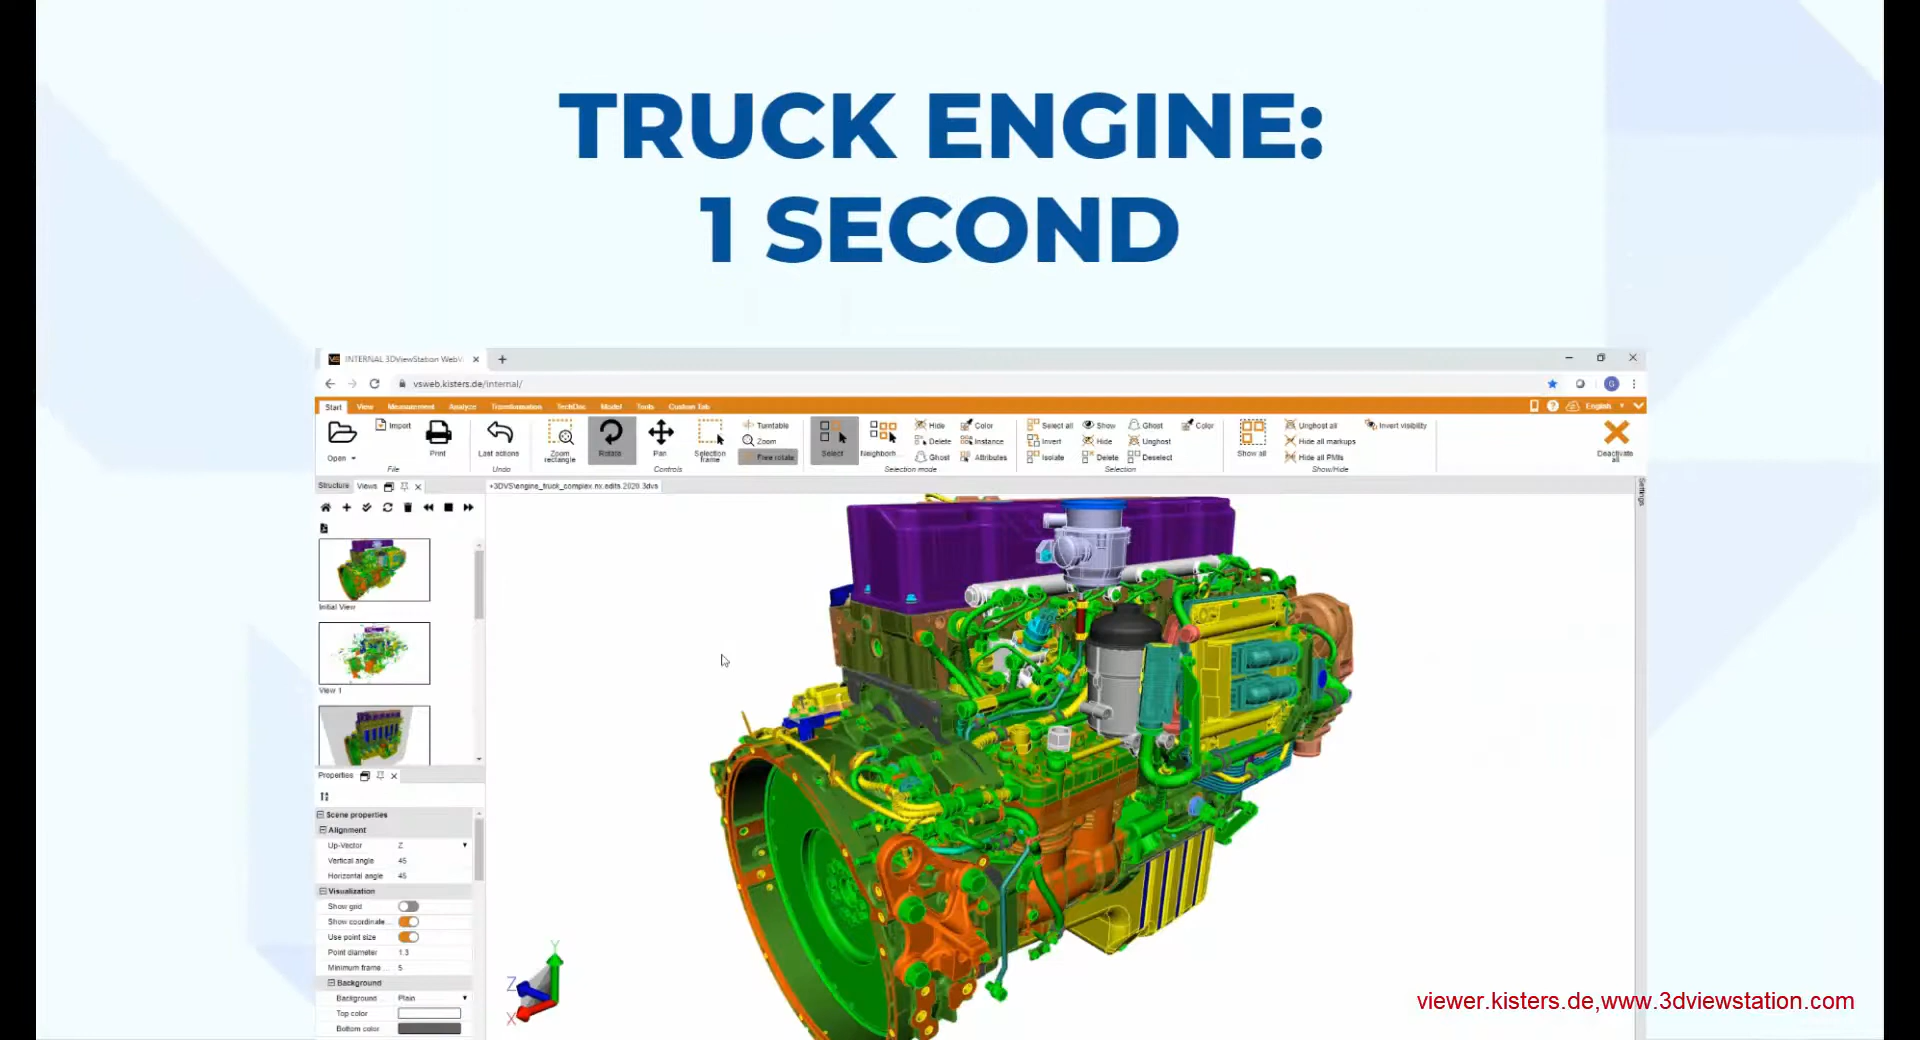 TRUCK ENGINE:
1 SECOND
INTERNAL 3DViewStation WebVi
vsweb.kisters.de/internal/
Start View Measurement Analyze Transformation TechDoc Model Tools Custom Tab English
Open Import Print
File
Last actions
Undo
Zoom rectangle Rotate Pan Selection frame Turntable Zoom Free rotate
Controls
Select Neighborh... Hide Delete Ghost Color Instance Attributes
Selection mode
Select all Invert Isolate Show Hide Delete Ghost Unghost Deselect Color
Selection
Show all Unghost all Hide all markups Hide all PMIs Invert visibility
Show/Hide
Deactivate all
Structure Views
+3DVS\engine_truck_complex.nx.edits.2020.3dvs
Settings
Initial View
View 1
Properties
Scene properties
Alignment
Up-Vector Z
Vertical angle 45
Horizontal angle 45
Visualization
Show grid
Show coordinate...
Use point size
Point diameter 1.3
Minimum frame ... 5
Background
Background Plain
Top color
Bottom color
Y
Z
X
viewer.kisters.de,www.3dviewstation.com